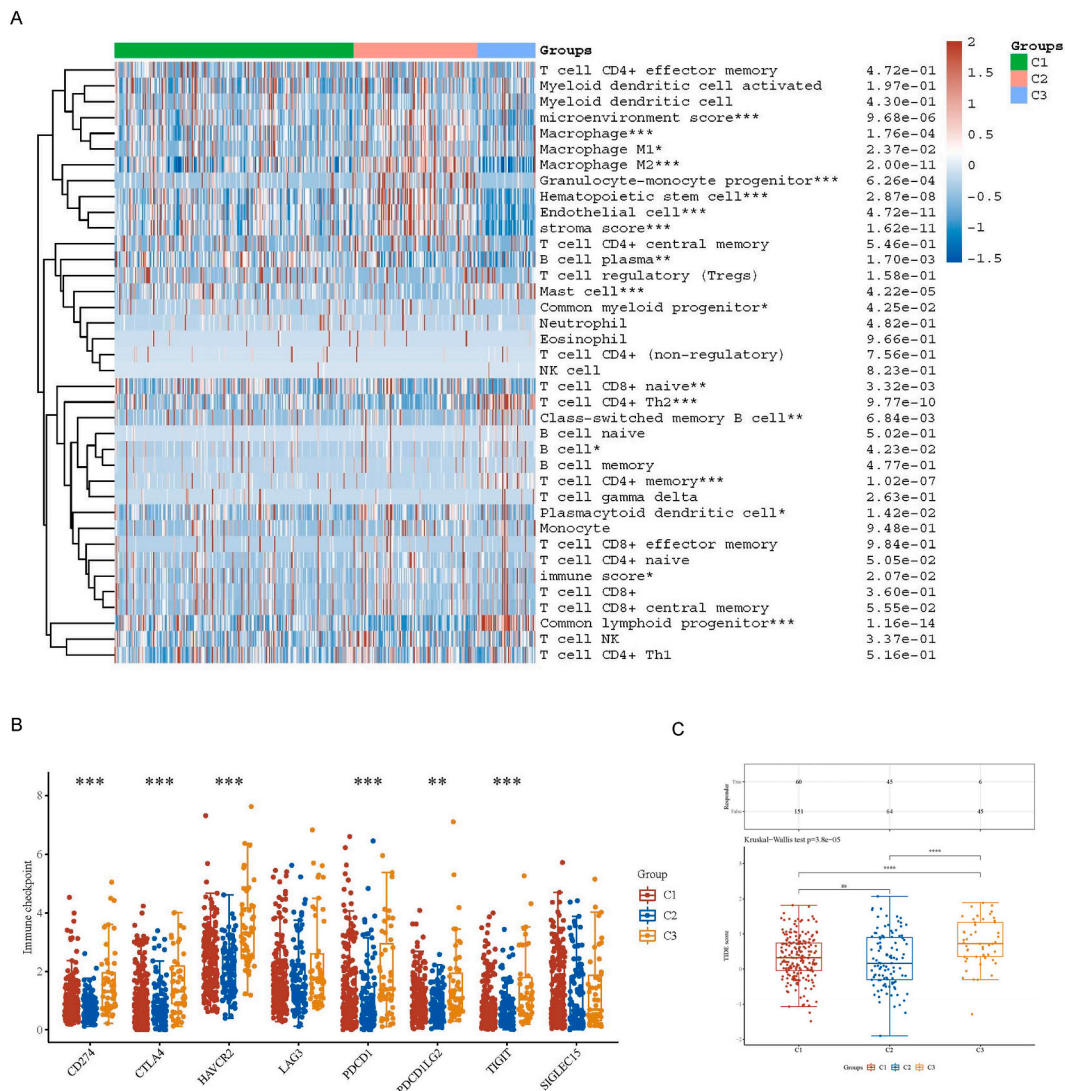 A
Groups
T cell CD4+ effector memory 4.72e-01
Myeloid dendritic cell activated 1.97e-01
Myeloid dendritic cell 4.30e-01
microenvironment score*** 9.68e-06
Macrophage*** 1.76e-04
Macrophage M1* 2.37e-02
Macrophage M2*** 2.00e-11
Granulocyte-monocyte progenitor*** 6.26e-04
Hematopoietic stem cell*** 2.87e-08
Endothelial cell*** 4.72e-11
stroma score*** 1.62e-11
T cell CD4+ central memory 5.46e-01
B cell plasma** 1.70e-03
T cell regulatory (Tregs) 1.58e-01
Mast cell*** 4.22e-05
Common myeloid progenitor* 4.25e-02
Neutrophil 4.82e-01
Eosinophil 9.66e-01
T cell CD4+ (non-regulatory) 7.56e-01
NK cell 8.23e-01
T cell CD8+ naive** 3.32e-03
T cell CD4+ Th2*** 9.77e-10
Class-switched memory B cell** 6.84e-03
B cell naive 5.02e-01
B cell* 4.23e-02
B cell memory 4.77e-01
T cell CD4+ memory*** 1.02e-07
T cell gamma delta 2.63e-01
Plasmacytoid dendritic cell* 1.42e-02
Monocyte 9.48e-01
T cell CD8+ effector memory 9.84e-01
T cell CD4+ naive 5.05e-02
immune score* 2.07e-02
T cell CD8+ 3.60e-01
T cell CD8+ central memory 5.55e-02
Common lymphoid progenitor*** 1.16e-14
T cell NK 3.37e-01
T cell CD4+ Th1 5.16e-01
2
1.5
1
0.5
0
-0.5
-1
-1.5
Groups
C1
C2
C3
B
*** *** *** *** ** ***
Immune checkpoint
8
6
4
2
0
CD274 CTLA4 HAVCR2 LAG3 PDCD1 PDCD1LG2 TIGIT SIGLEC15
Group
C1
C2
C3
C
Responder
True 60 45 6
False 151 64 45
Kruskal-Wallis test p=3.8e-05
****
****
ns
TIDE score
3
2
1
0
-1
-2
C1 C2 C3
Groups C1 C2 C3